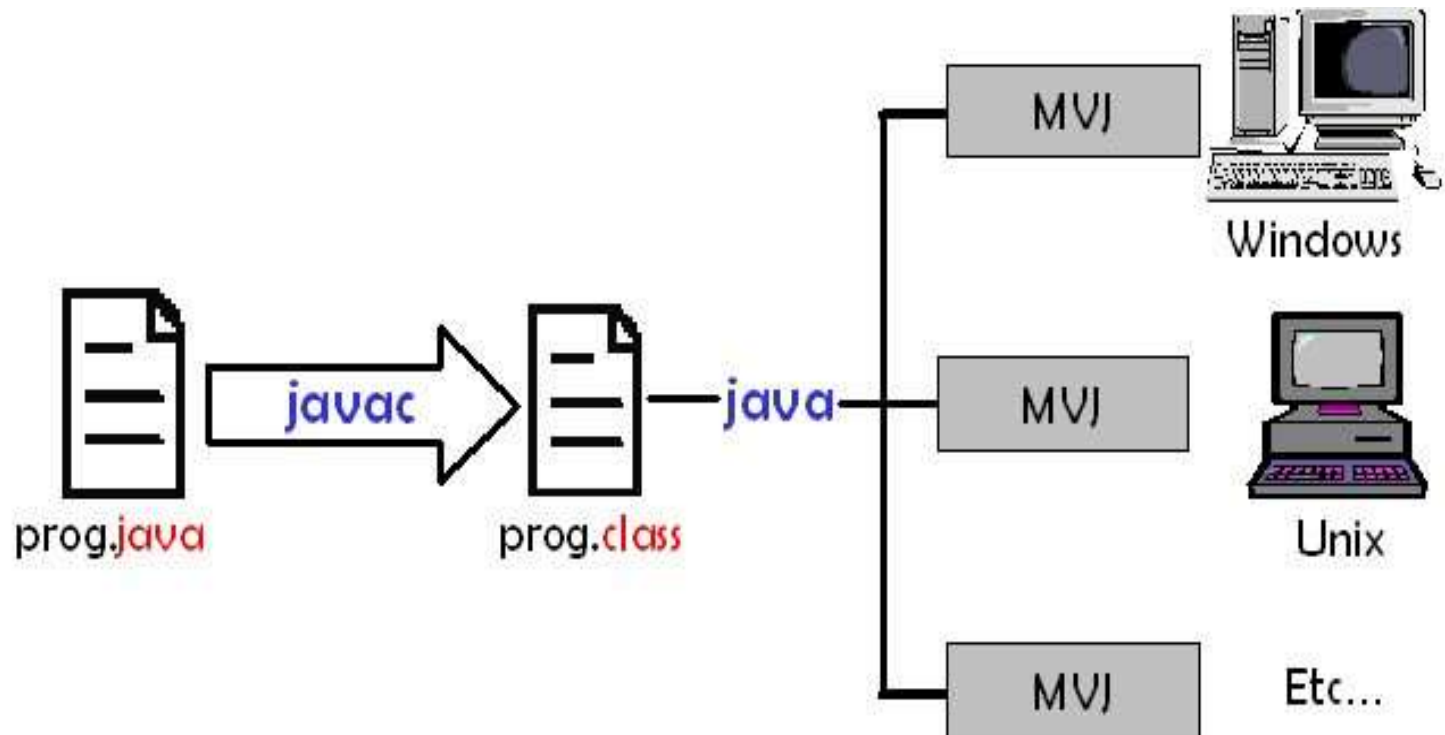 MVJ
Windows
prog.java
javac
prog.class
java
MVJ
Unix
MVJ
Etc...